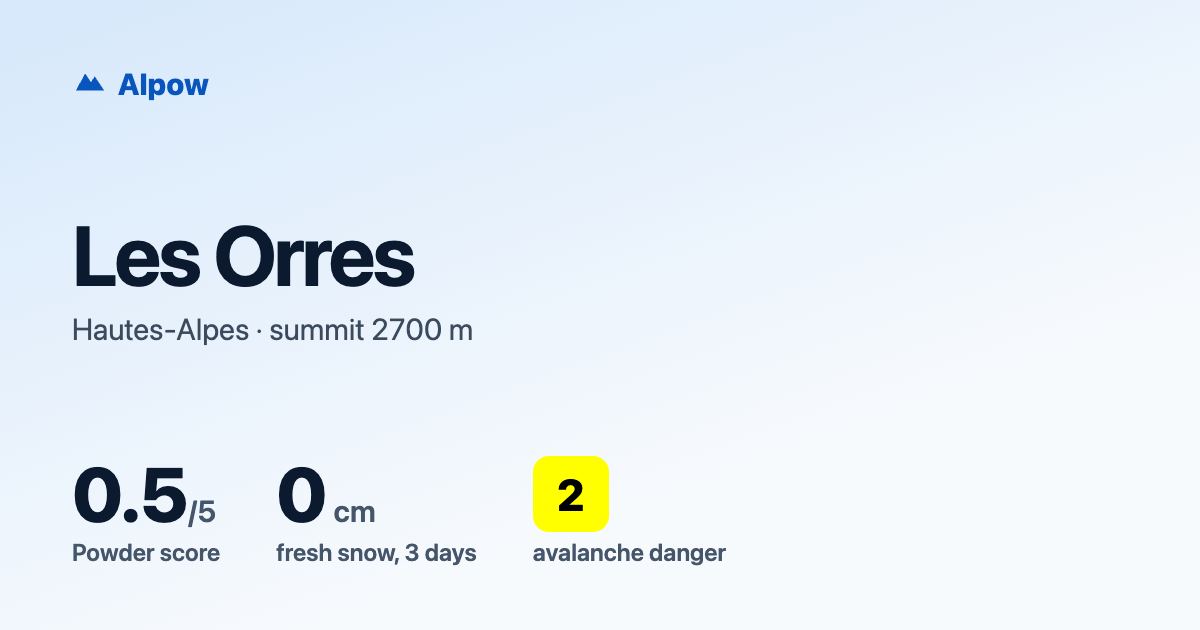 Alpow
Les Orres
Hautes-Alpes · summit 2700 m
0.5/5
Powder score
0 cm
fresh snow, 3 days
2
avalanche danger